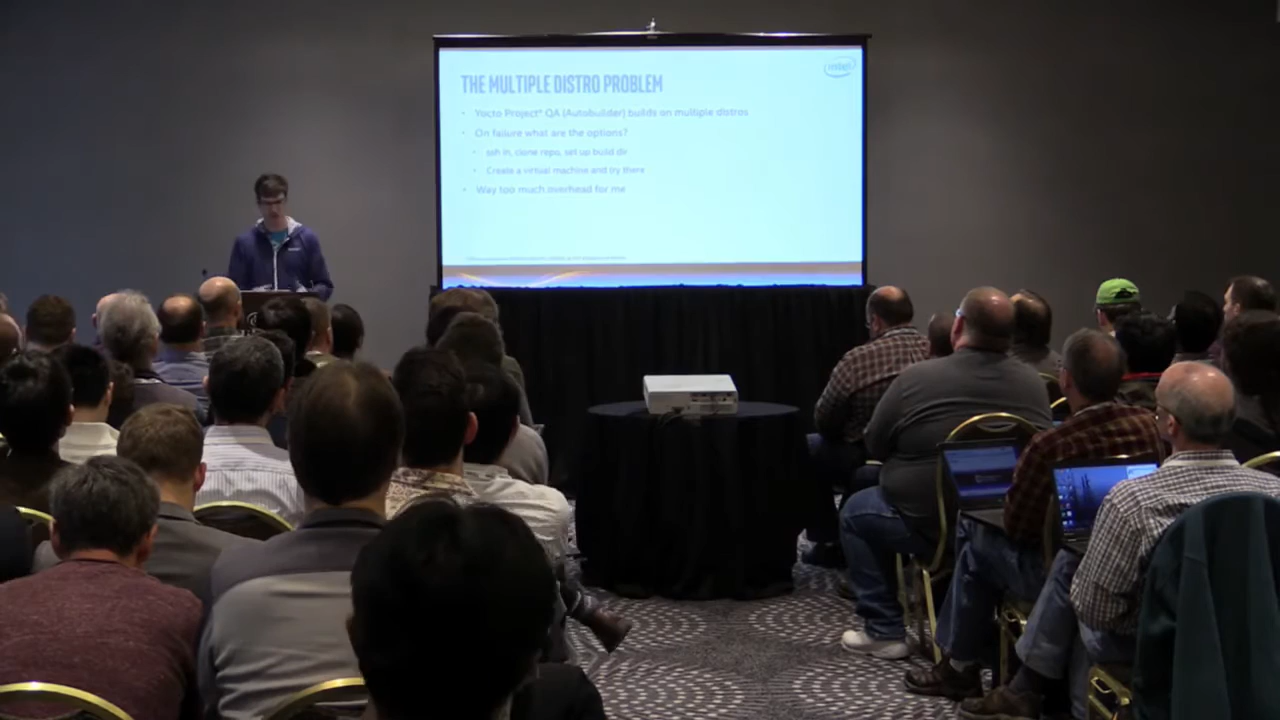 intel
THE MULTIPLE DISTRO PROBLEM
Yocto Project* QA (Autobuilder) builds on multiple distros
On failure what are the options?
ssh in, clone repo, set up build dir
Create a virtual machine and try there
Way too much overhead for me